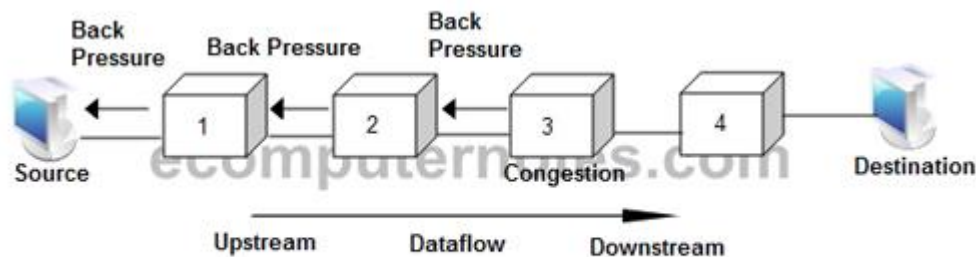 Back
Pressure
Back Pressure
Back
Pressure
1
2
3
4
Source
Congestion
Destination
ecomputernotes.com
Upstream
Dataflow
Downstream